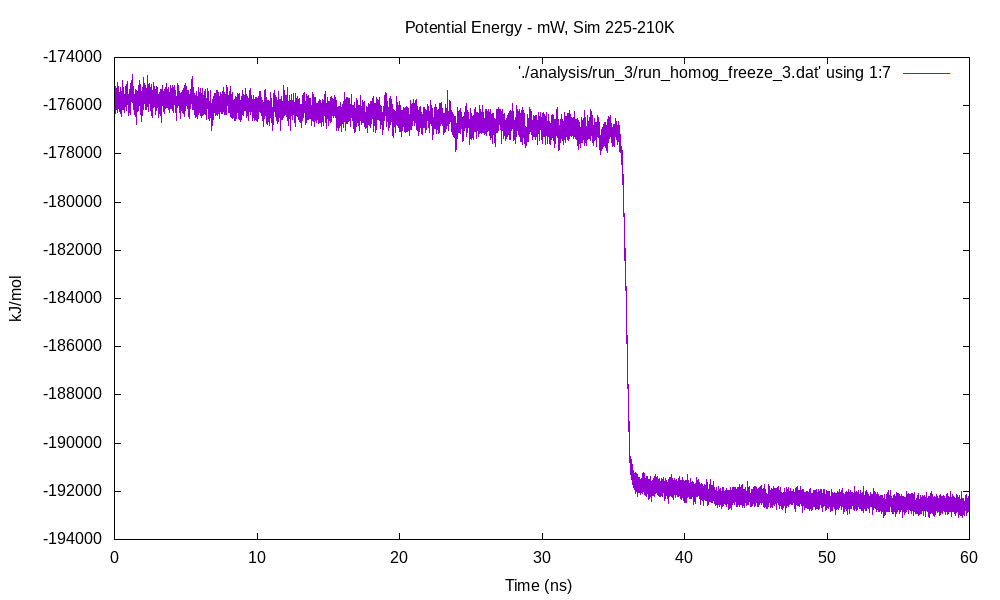 Potential Energy - mW, Sim 225-210K
'./analysis/run_3/run_homog_freeze_3.dat' using 1:7
-174000
-176000
-178000
-180000
-182000
-184000
-186000
-188000
-190000
-192000
-194000
kJ/mol
0 10 20 30 40 50 60
Time (ns)